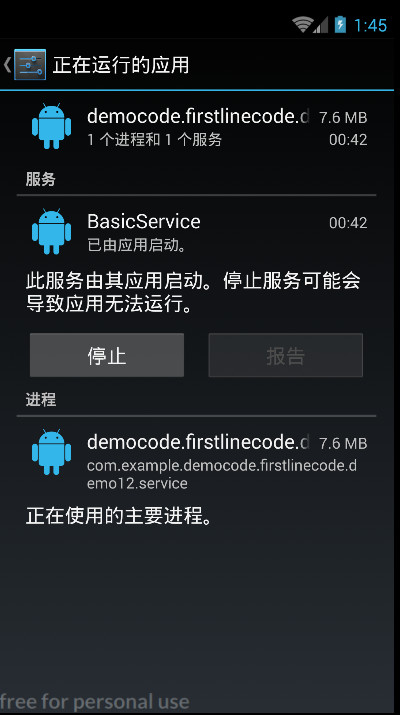 1:45
正在运行的应用
democode.firstlinecode.d 7.6 MB
1 个进程和 1 个服务 00:42
服务
BasicService 00:42
已由应用启动。
此服务由其应用启动。停止服务可能会
导致应用无法运行。
停止 报告
进程
democode.firstlinecode.d 7.6 MB
com.example.democode.firstlinecode.d
emo12.service
正在使用的主要进程。
free for personal use